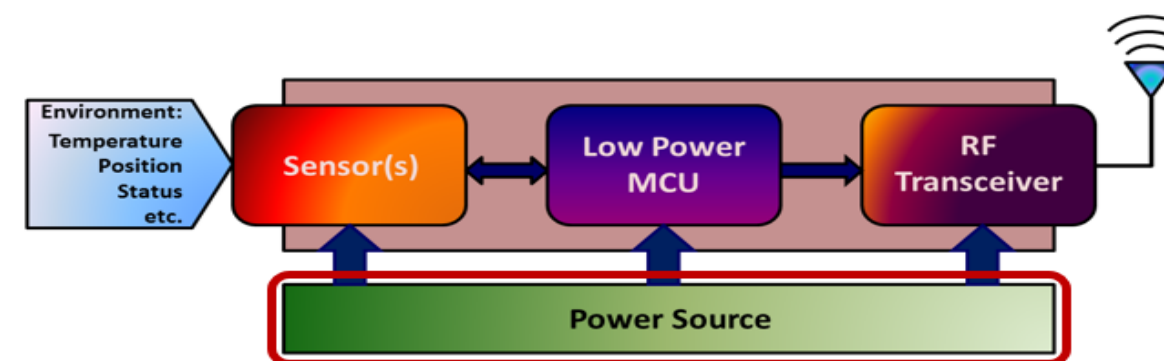 Environment:
Temperature
Position
Status
etc.
Sensor(s)
Low Power
MCU
RF
Transceiver
Power Source